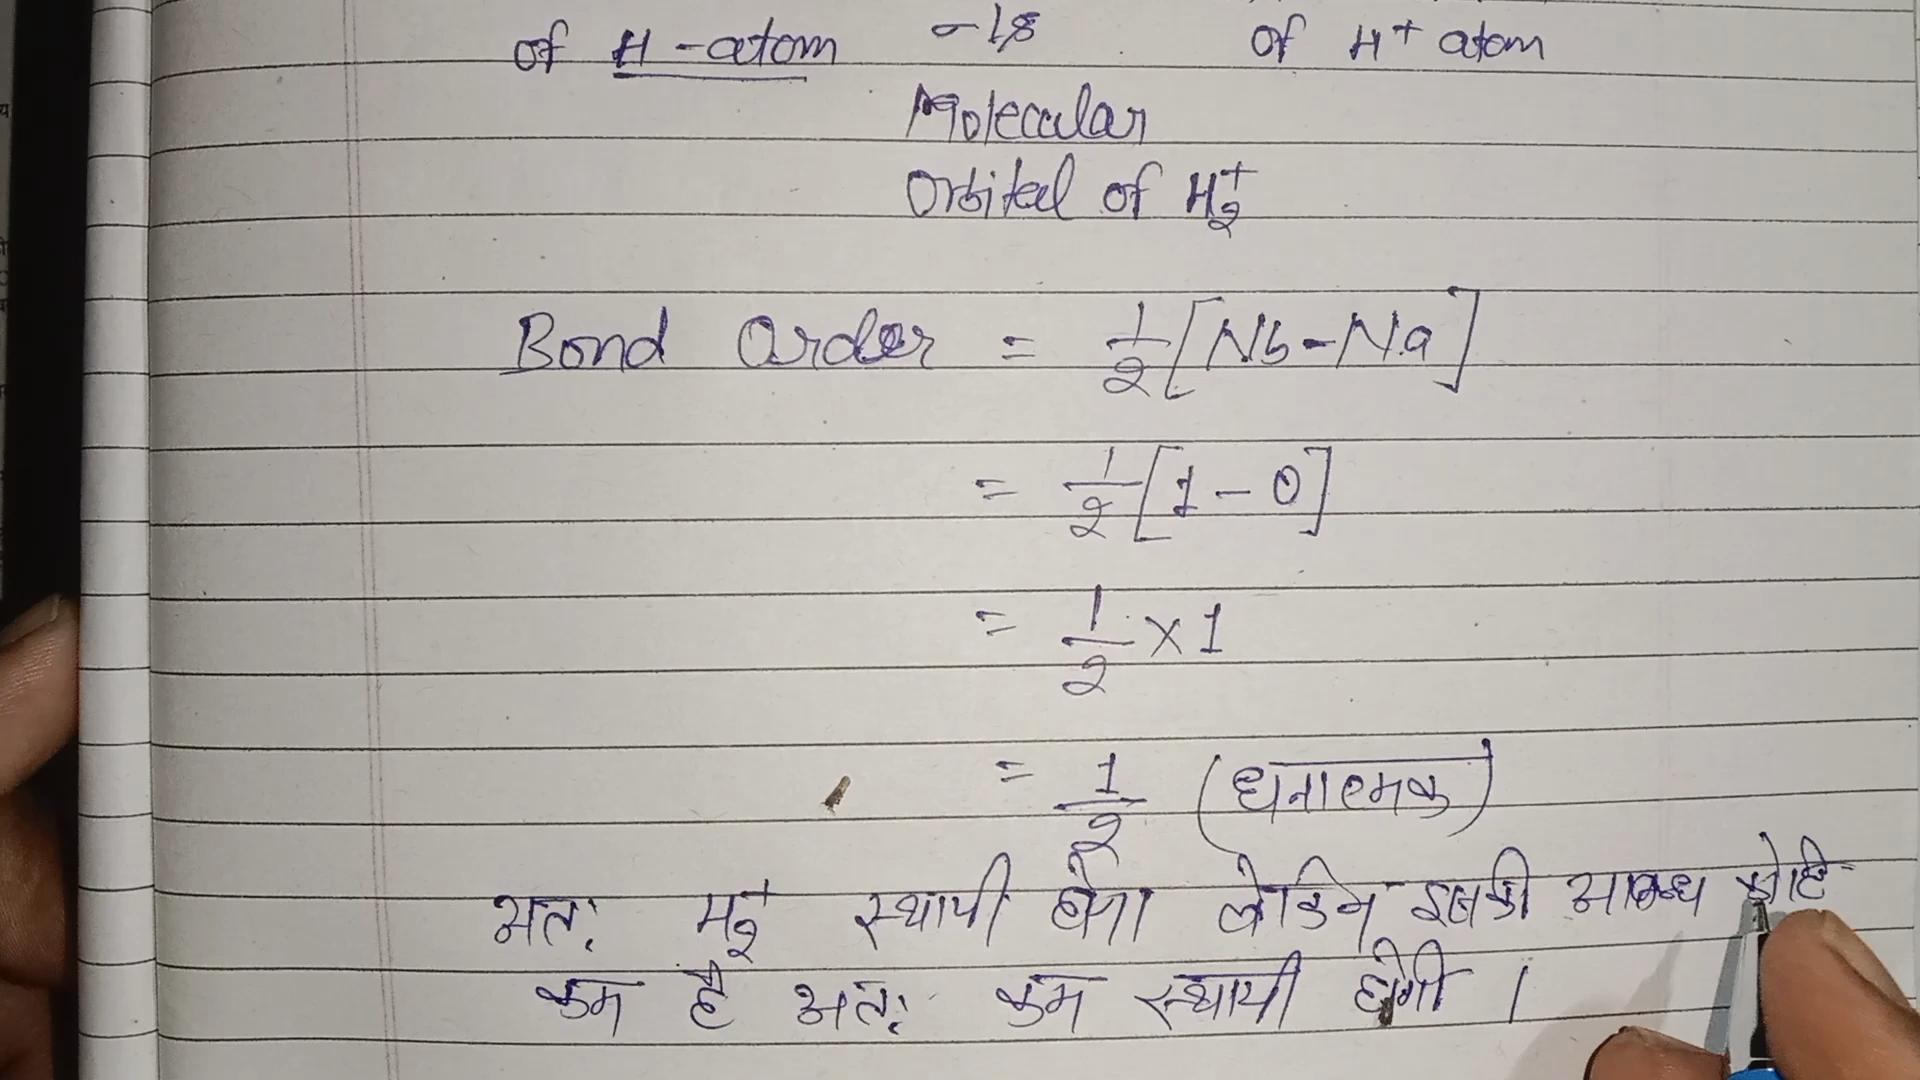 of H-atom σ1s of H⁺ atom
Molecular
Orbital of H₂⁺
Bond Order = 1/2 [Nb - Na]
= 1/2 [1 - 0]
= 1/2 × 1
= 1/2 (धनात्मक)
अतः H₂⁺ स्थायी होगा लेकिन इसकी आबन्ध कोटि
कम है अतः कम स्थायी होगी ।